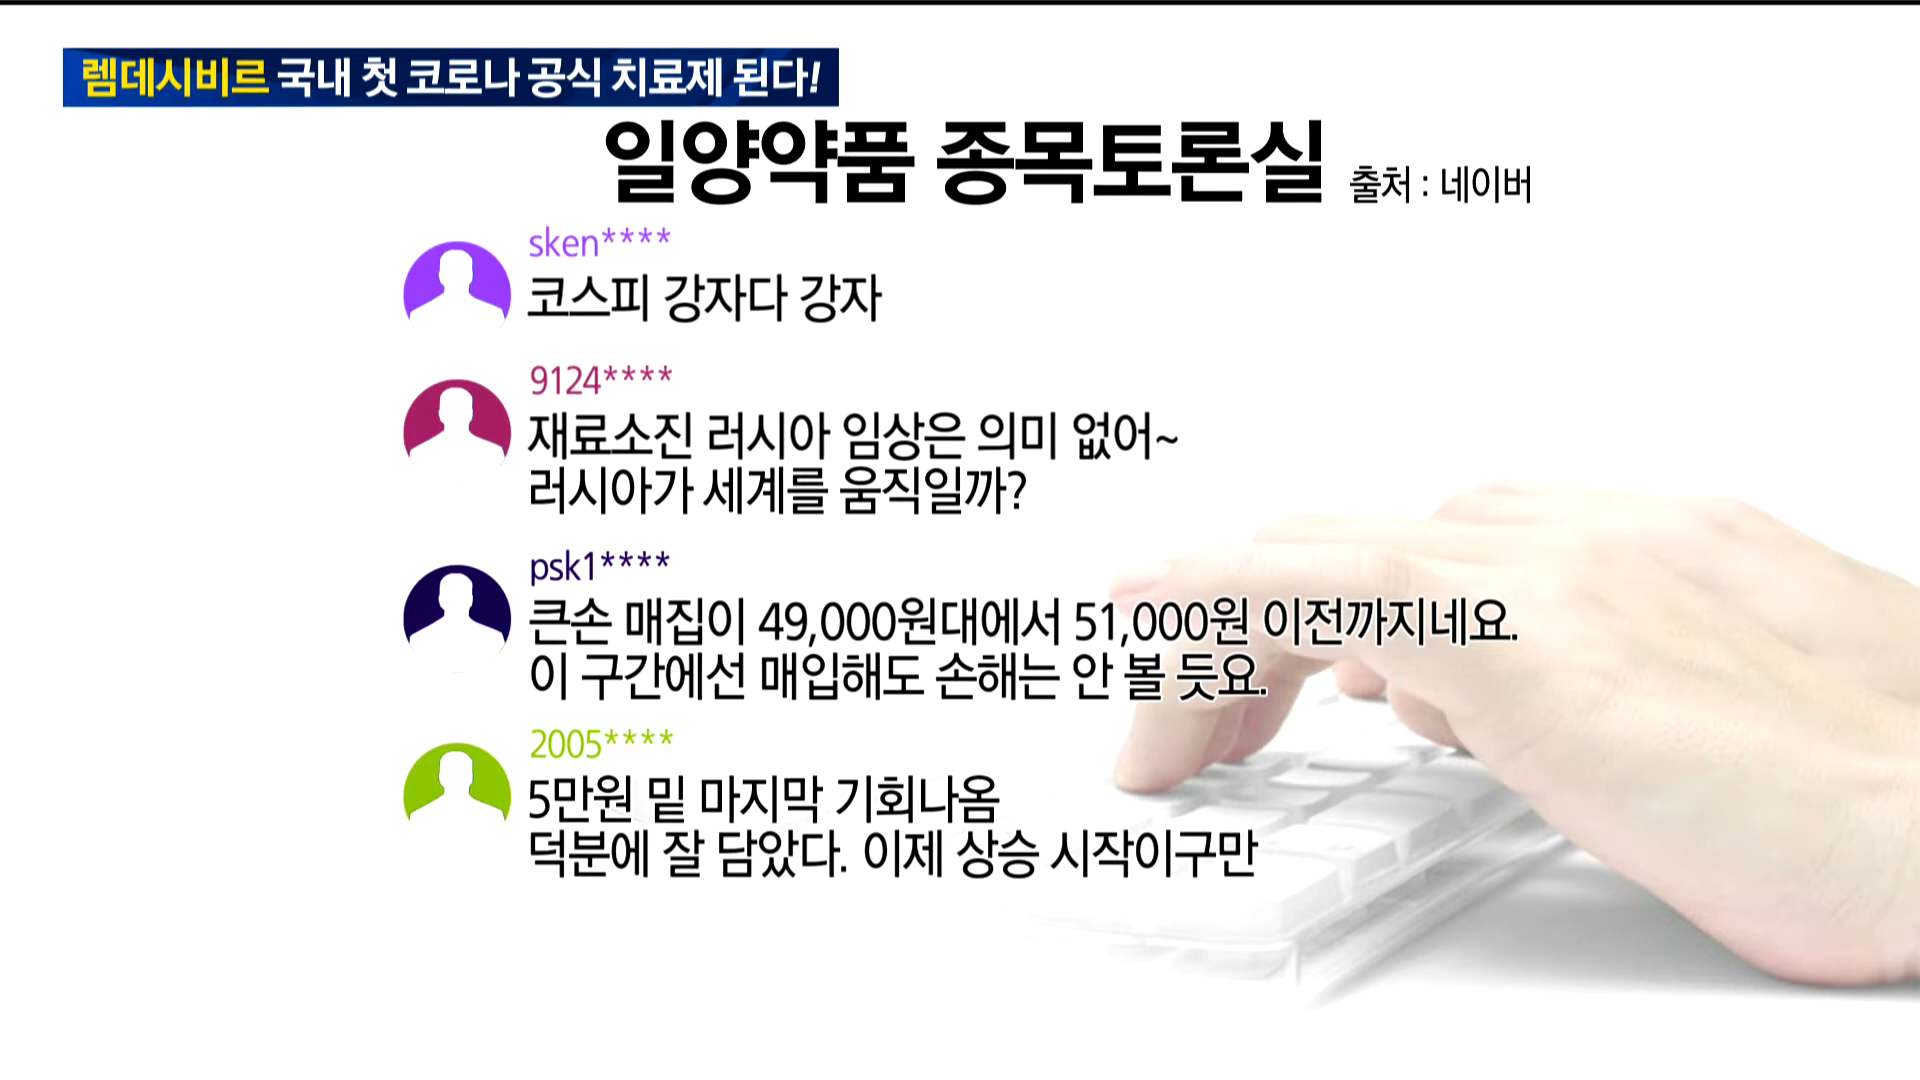 렘데시비르 국내 첫 코로나 공식 치료제 된다!
일양약품 종목토론실 출처 : 네이버
sken****
코스피 강자다 강자
9124****
재료소진 러시아 임상은 의미 없어~
러시아가 세계를 움직일까?
psk1****
큰손 매집이 49,000원대에서 51,000원 이전까지네요.
이 구간에선 매입해도 손해는 안 볼 듯요.
2005****
5만원 밑 마지막 기회나옴
덕분에 잘 담았다. 이제 상승 시작이구만